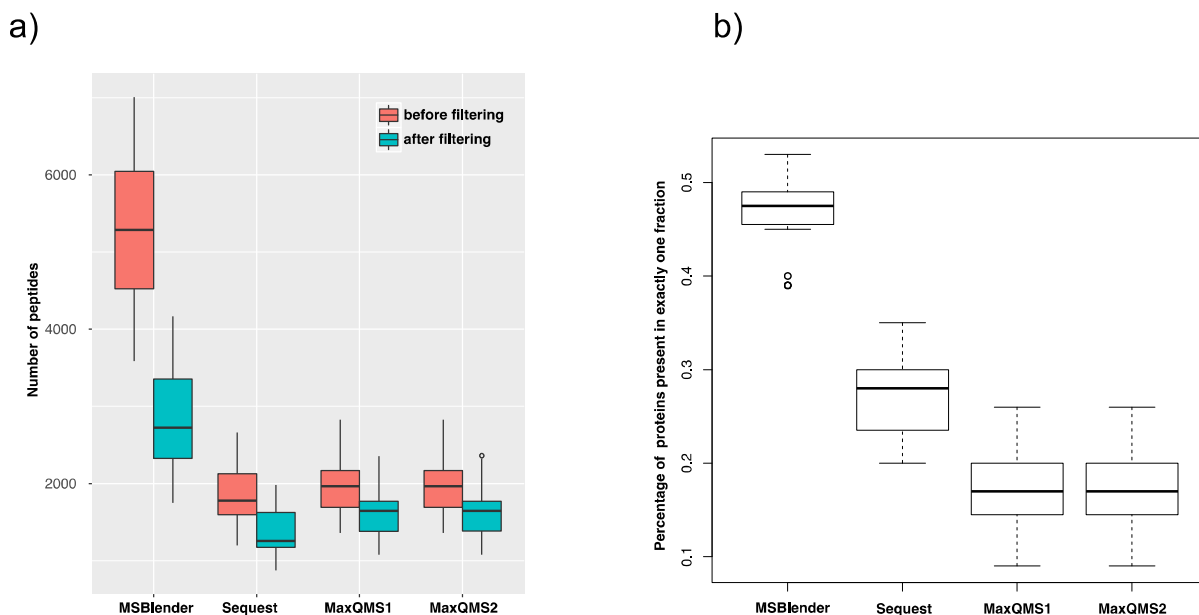 a)
Number of peptides
6000
4000
2000
before filtering
after filtering
MSBlender Sequest MaxQMS1 MaxQMS2
b)
Percentage of proteins present in exactly one fraction
0.5
0.4
0.3
0.2
0.1
MSBlender Sequest MaxQMS1 MaxQMS2